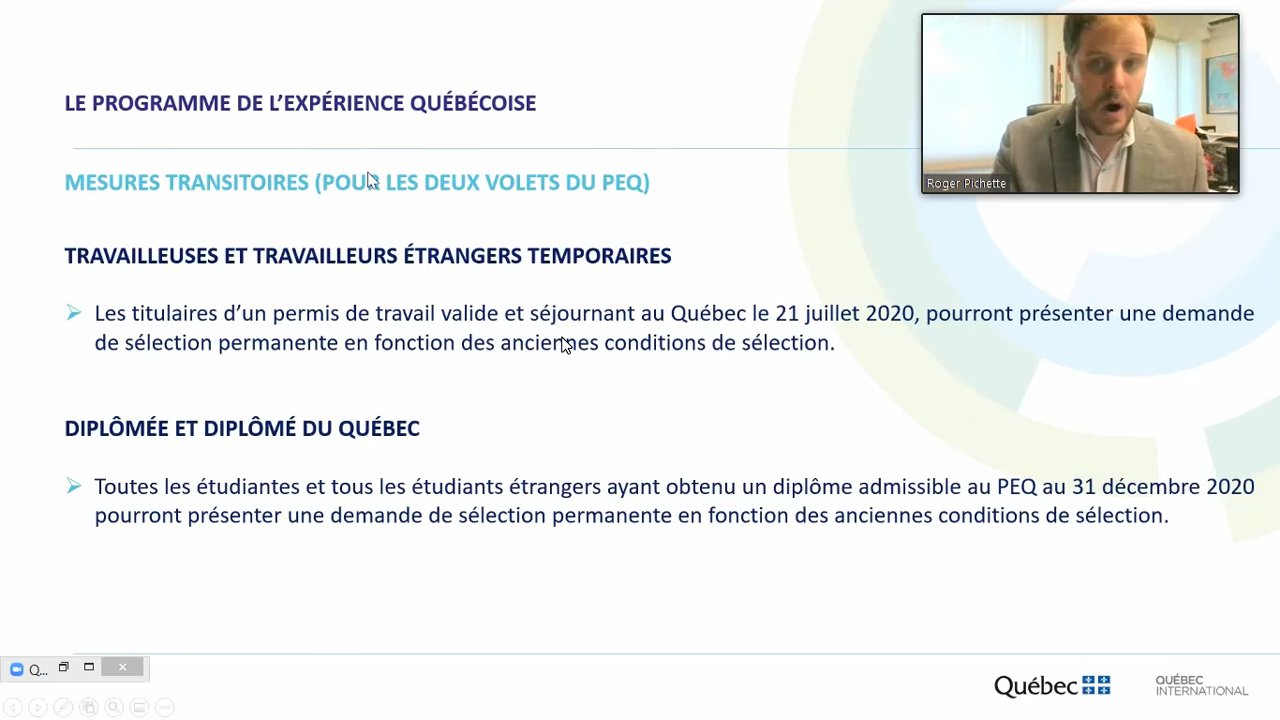 LE PROGRAMME DE L’EXPÉRIENCE QUÉBÉCOISE
Roger Pichette
MESURES TRANSITOIRES (POUR LES DEUX VOLETS DU PEQ)
TRAVAILLEUSES ET TRAVAILLEURS ÉTRANGERS TEMPORAIRES
➢ Les titulaires d’un permis de travail valide et séjournant au Québec le 21 juillet 2020, pourront présenter une demande
de sélection permanente en fonction des anciennes conditions de sélection.
DIPLÔMÉE ET DIPLÔMÉ DU QUÉBEC
➢ Toutes les étudiantes et tous les étudiants étrangers ayant obtenu un diplôme admissible au PEQ au 31 décembre 2020
pourront présenter une demande de sélection permanente en fonction des anciennes conditions de sélection.
Q...
Québec
QUÉBEC
INTERNATIONAL